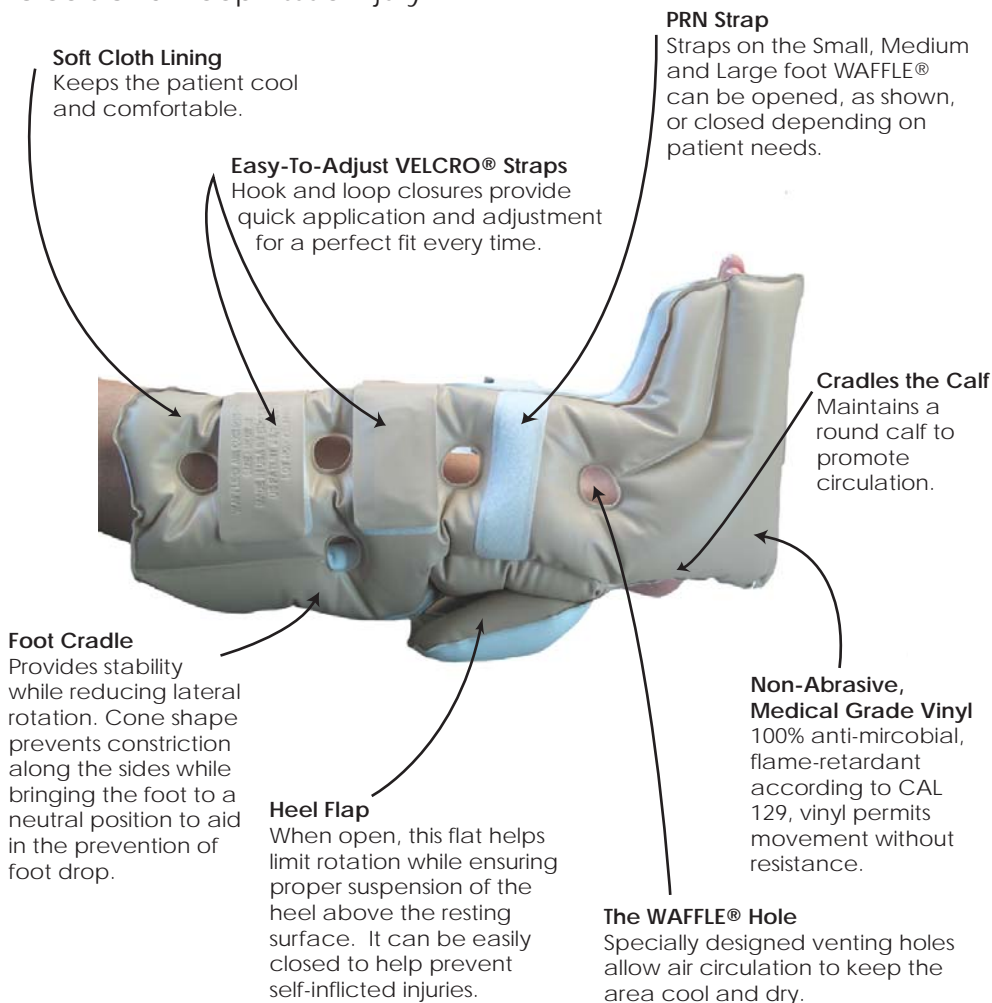 PRN Strap
Straps on the Small, Medium
and Large foot WAFFLE®
can be opened, as shown,
or closed depending on
patient needs.
Soft Cloth Lining
Keeps the patient cool
and comfortable.
Easy-To-Adjust VELCRO® Straps
Hook and loop closures provide
quick application and adjustment
for a perfect fit every time.
Cradles the Calf
Maintains a
round calf to
promote
circulation.
Foot Cradle
Provides stability
while reducing lateral
rotation. Cone shape
prevents constriction
along the sides while
bringing the foot to a
neutral position to aid
in the prevention of
foot drop.
Heel Flap
When open, this flat helps
limit rotation while ensuring
proper suspension of the
heel above the resting
surface. It can be easily
closed to help prevent
self-inflicted injuries.
Non-Abrasive,
Medical Grade Vinyl
100% anti-mircobial,
flame-retardant
according to CAL
129, vinyl permits
movement without
resistance.
The WAFFLE® Hole
Specially designed venting holes
allow air circulation to keep the
area cool and dry.